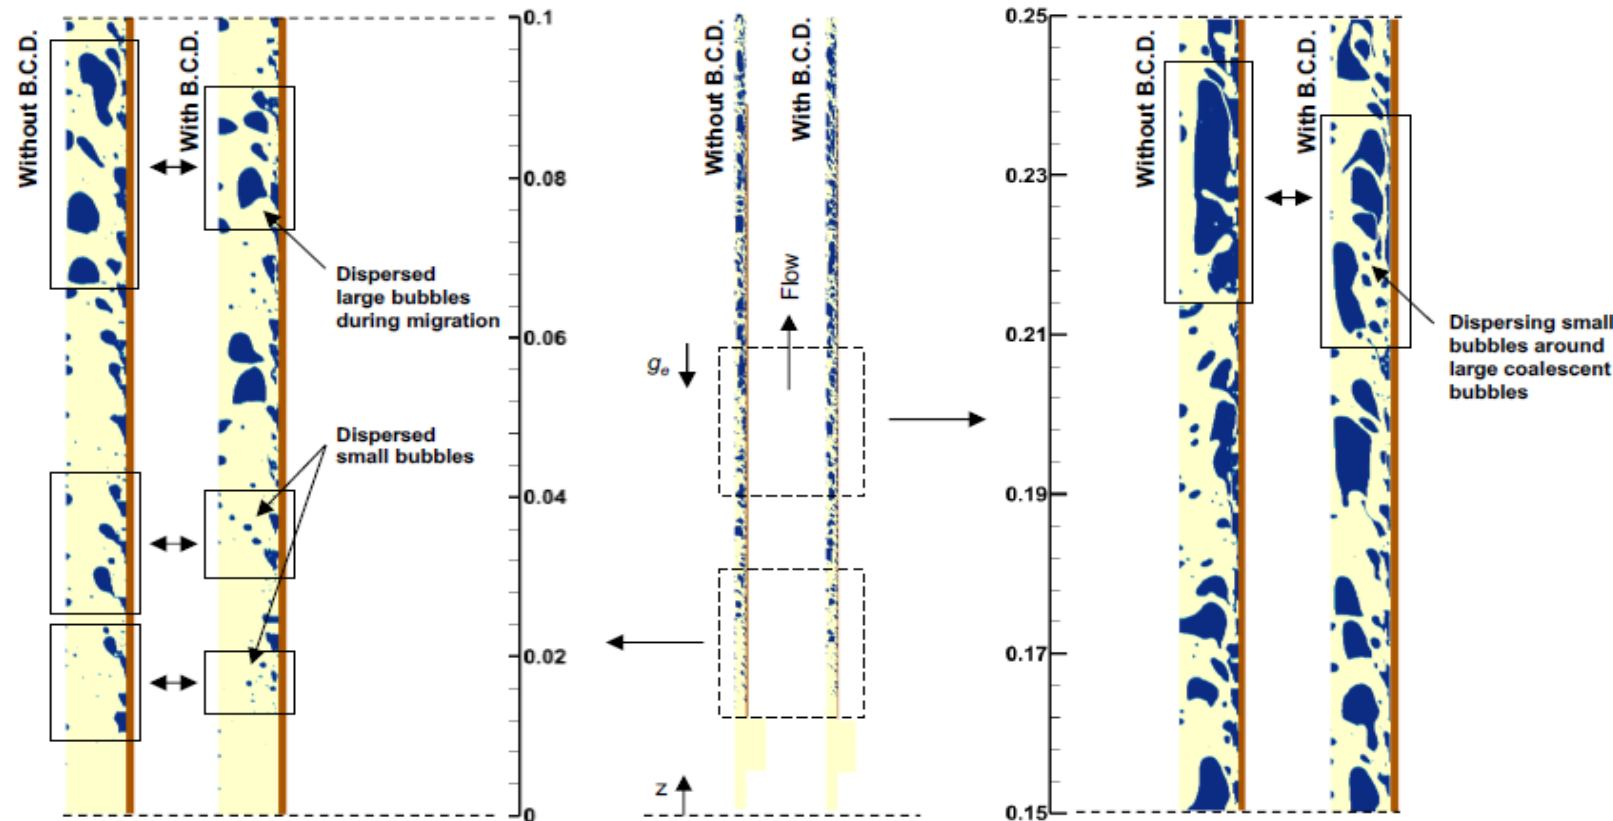 Without B.C.D.
With B.C.D.
Dispersed
large bubbles
during migration
Dispersed
small bubbles
0.1
0.08
0.06
0.04
0.02
0
Without B.C.D.
With B.C.D.
Flow
ge
z
0.25
0.23
0.21
0.19
0.17
0.15
Without B.C.D.
With B.C.D.
Dispersing small
bubbles around
large coalescent
bubbles